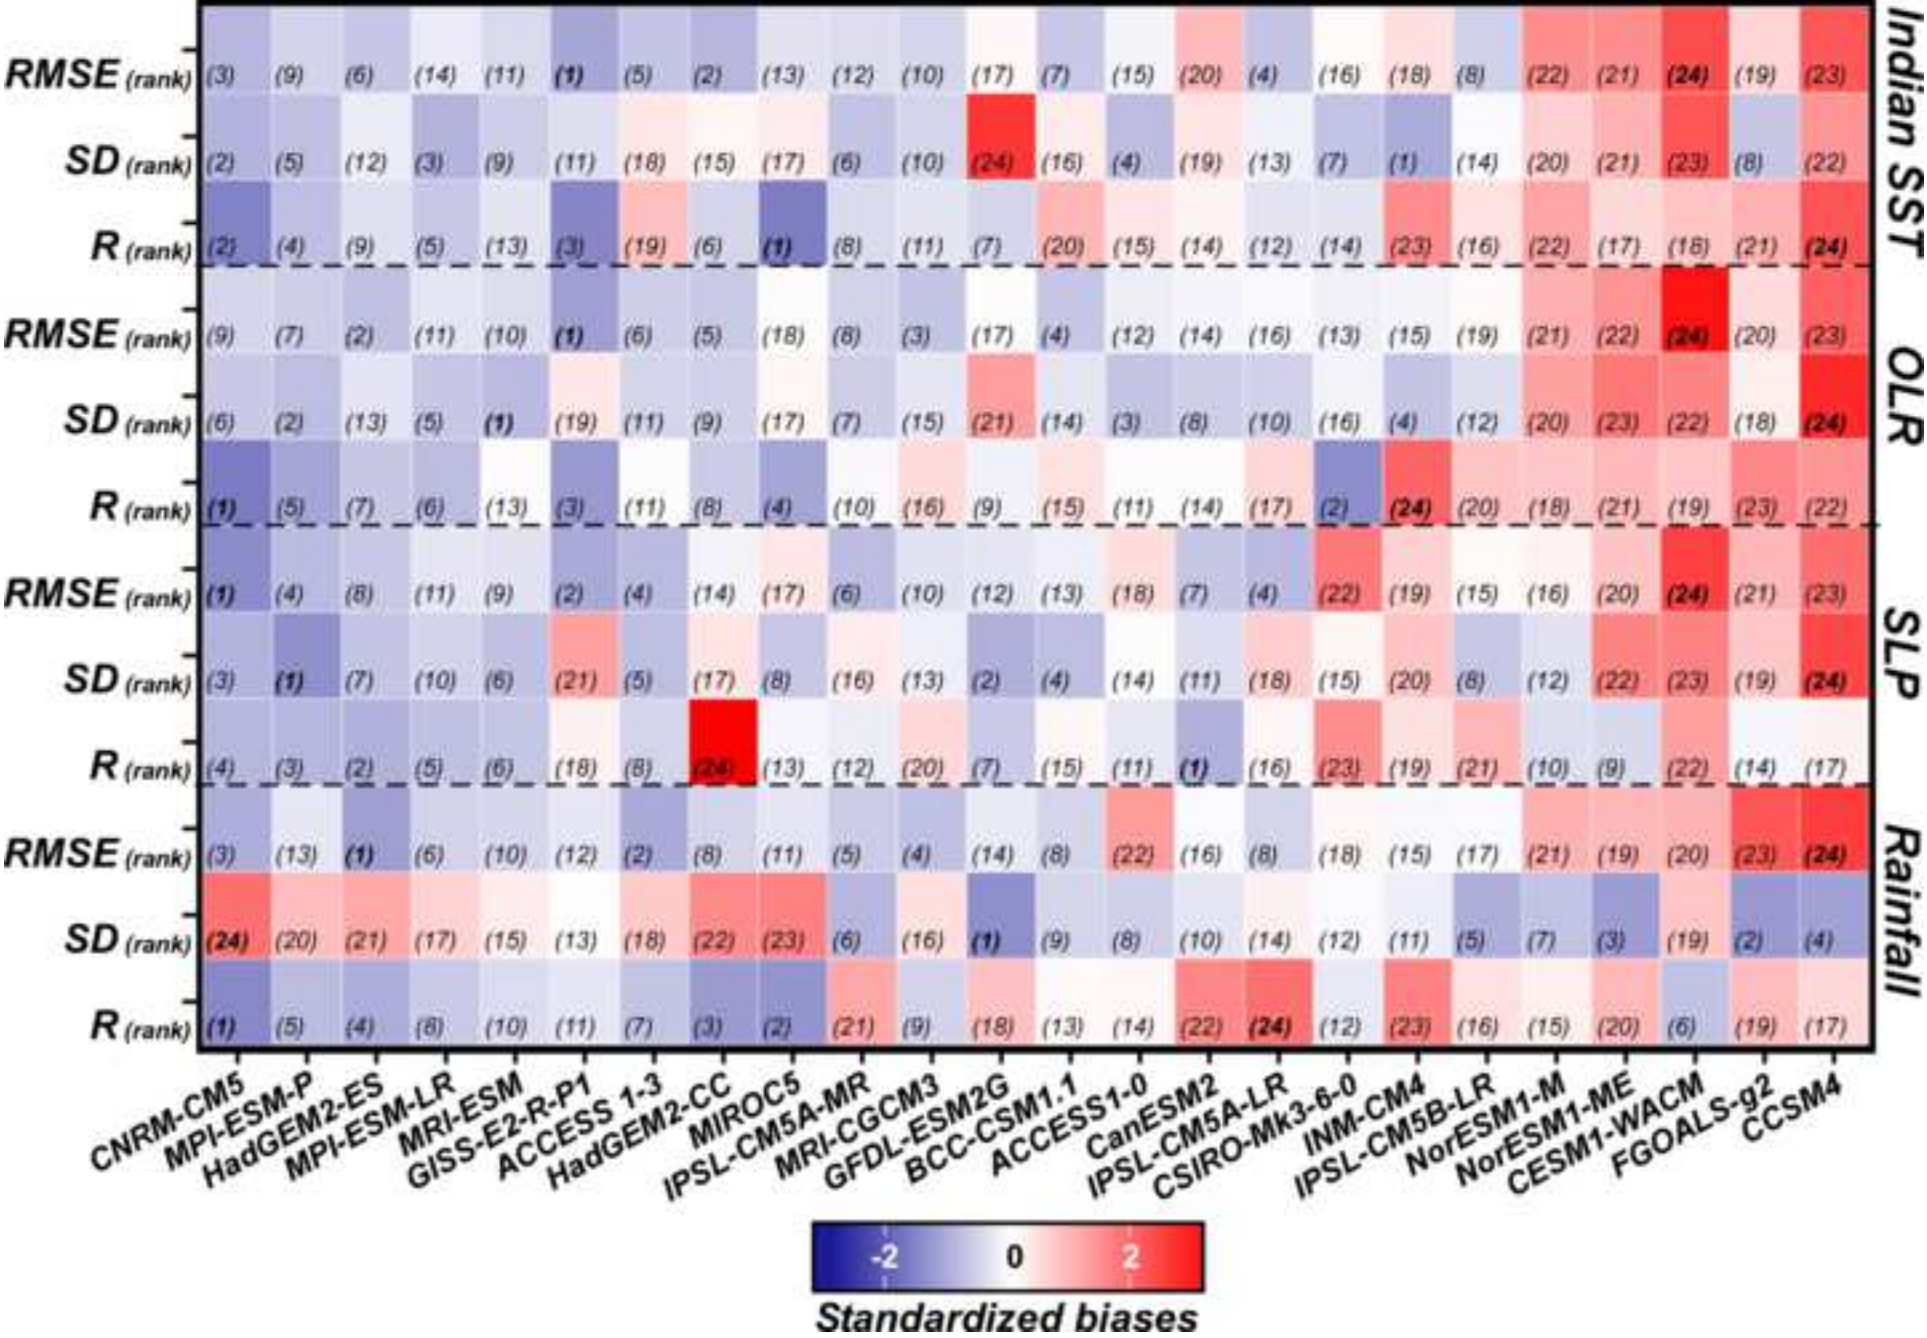 RMSE (rank) (3) (9) (6) (14) (11) (1) (5) (2) (13) (12) (10) (17) (7) (15) (20) (4) (16) (18) (8) (22) (21) (24) (19) (23)
SD (rank) (2) (5) (12) (3) (9) (11) (18) (15) (17) (6) (10) (24) (16) (4) (19) (13) (7) (1) (14) (20) (21) (23) (8) (22)
R (rank) (2) (4) (9) (5) (13) (3) (19) (6) (1) (8) (11) (7) (20) (15) (14) (12) (14) (23) (16) (22) (17) (18) (21) (24)
Indian SST
RMSE (rank) (9) (7) (2) (11) (10) (1) (6) (5) (18) (8) (3) (17) (4) (12) (14) (16) (13) (15) (19) (21) (22) (24) (20) (23)
SD (rank) (6) (2) (13) (5) (1) (19) (11) (9) (17) (7) (15) (21) (14) (3) (8) (10) (16) (4) (12) (20) (23) (22) (18) (24)
R (rank) (1) (5) (7) (6) (13) (3) (11) (8) (4) (10) (16) (9) (15) (11) (14) (17) (2) (24) (20) (18) (21) (19) (23) (22)
OLR
RMSE (rank) (1) (4) (8) (11) (9) (2) (4) (14) (17) (6) (10) (12) (13) (18) (7) (4) (22) (19) (15) (16) (20) (24) (21) (23)
SD (rank) (3) (1) (7) (10) (6) (21) (5) (17) (8) (16) (13) (2) (4) (14) (11) (18) (15) (20) (8) (12) (22) (23) (19) (24)
R (rank) (4) (3) (2) (5) (6) (18) (8) (24) (13) (12) (20) (7) (15) (11) (1) (16) (23) (19) (21) (10) (9) (22) (14) (17)
SLP
RMSE (rank) (3) (13) (1) (6) (10) (12) (2) (8) (11) (5) (4) (14) (8) (22) (16) (8) (18) (15) (17) (21) (19) (20) (23) (24)
SD (rank) (24) (20) (21) (17) (15) (13) (18) (22) (23) (6) (16) (1) (9) (8) (10) (14) (12) (11) (5) (7) (3) (19) (2) (4)
R (rank) (1) (5) (4) (8) (10) (11) (7) (3) (2) (21) (9) (18) (13) (14) (22) (24) (12) (23) (16) (15) (20) (6) (19) (17)
Rainfall
CNRM-CM5
MPI-ESM-P
HadGEM2-ES
MPI-ESM-LR
MRI-ESM
GISS-E2-R-P1
ACCESS 1-3
HadGEM2-CC
MIROC5
IPSL-CM5A-MR
MRI-CGCM3
GFDL-ESM2G
BCC-CSM1.1
ACCESS1-0
CanESM2
IPSL-CM5A-LR
CSIRO-Mk3-6-0
INM-CM4
IPSL-CM5B-LR
NorESM1-M
NorESM1-ME
CESM1-WACM
FGOALS-g2
CCSM4
-2 0 2
Standardized biases